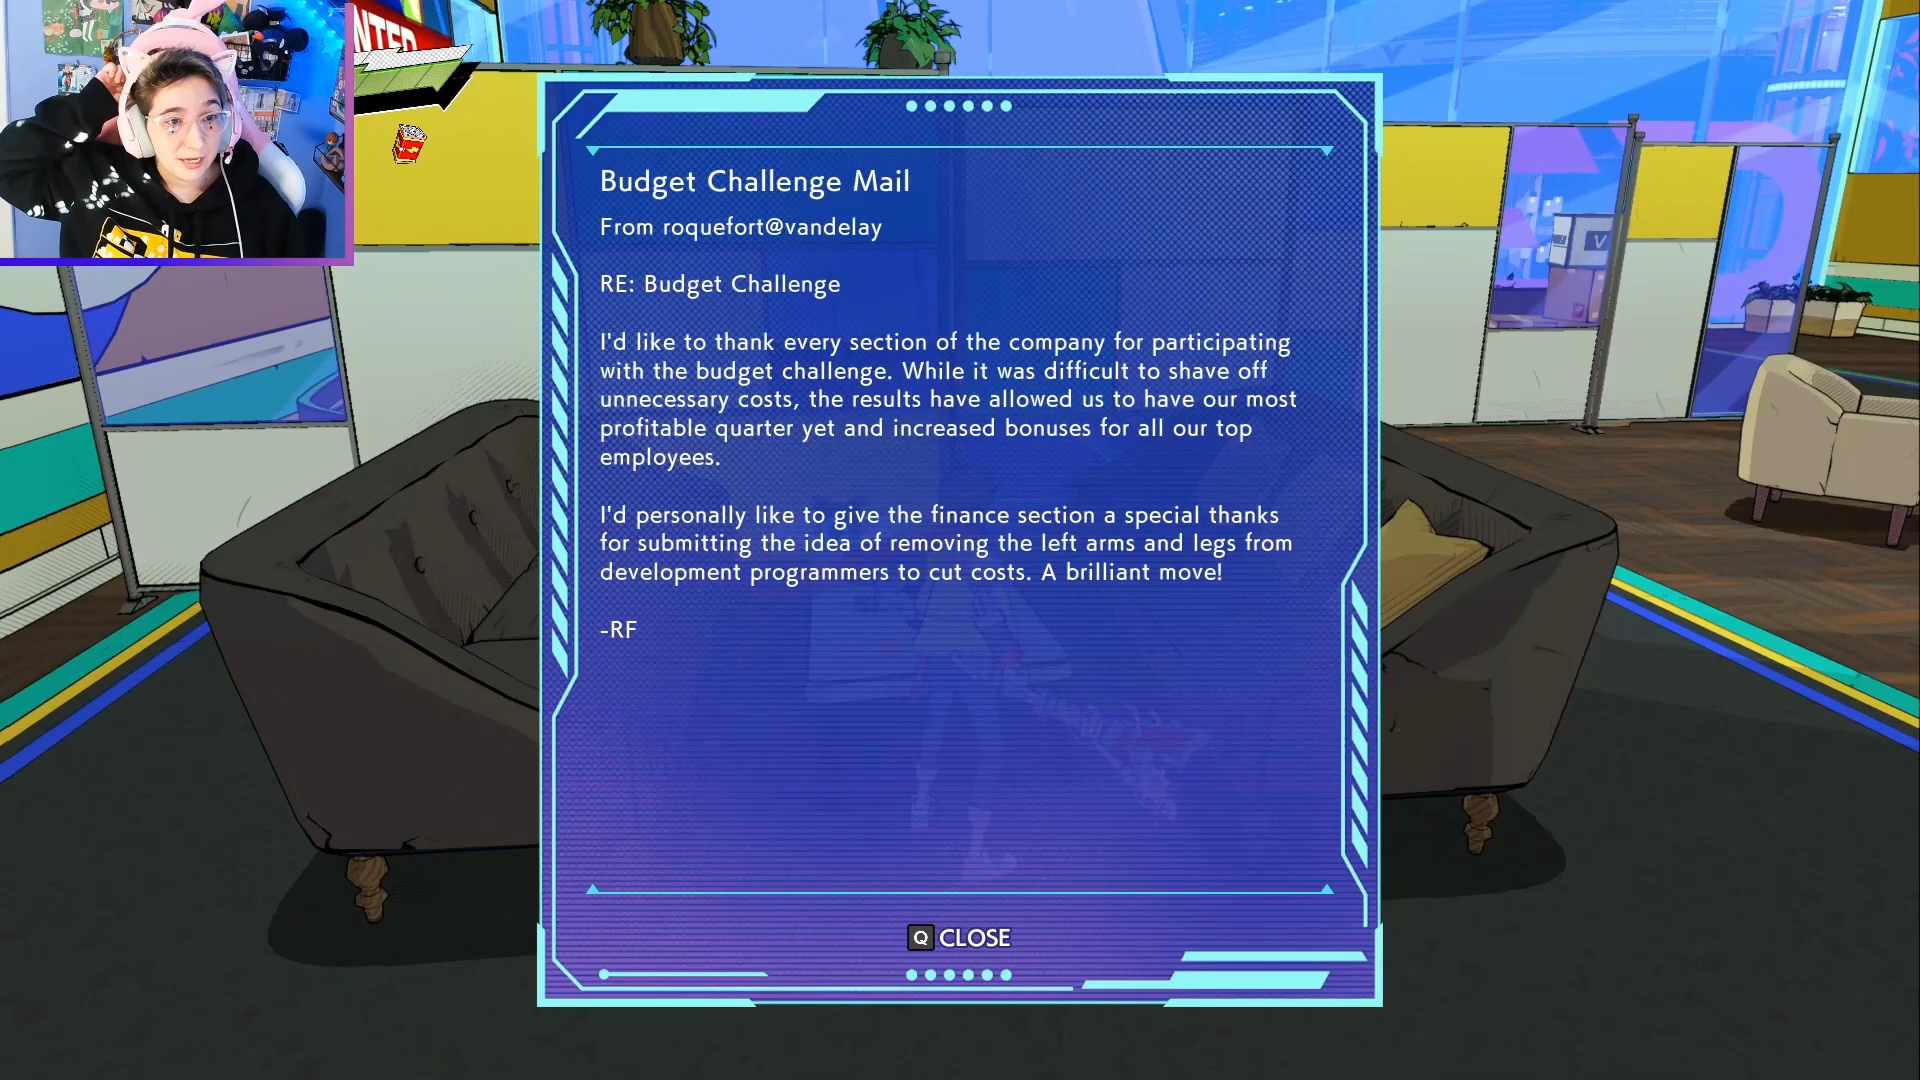 NTED
Budget Challenge Mail
From roquefort@vandelay
RE: Budget Challenge
I'd like to thank every section of the company for participating
with the budget challenge. While it was difficult to shave off
unnecessary costs, the results have allowed us to have our most
profitable quarter yet and increased bonuses for all our top
employees.
I'd personally like to give the finance section a special thanks
for submitting the idea of removing the left arms and legs from
development programmers to cut costs. A brilliant move!
-RF
V
Q CLOSE